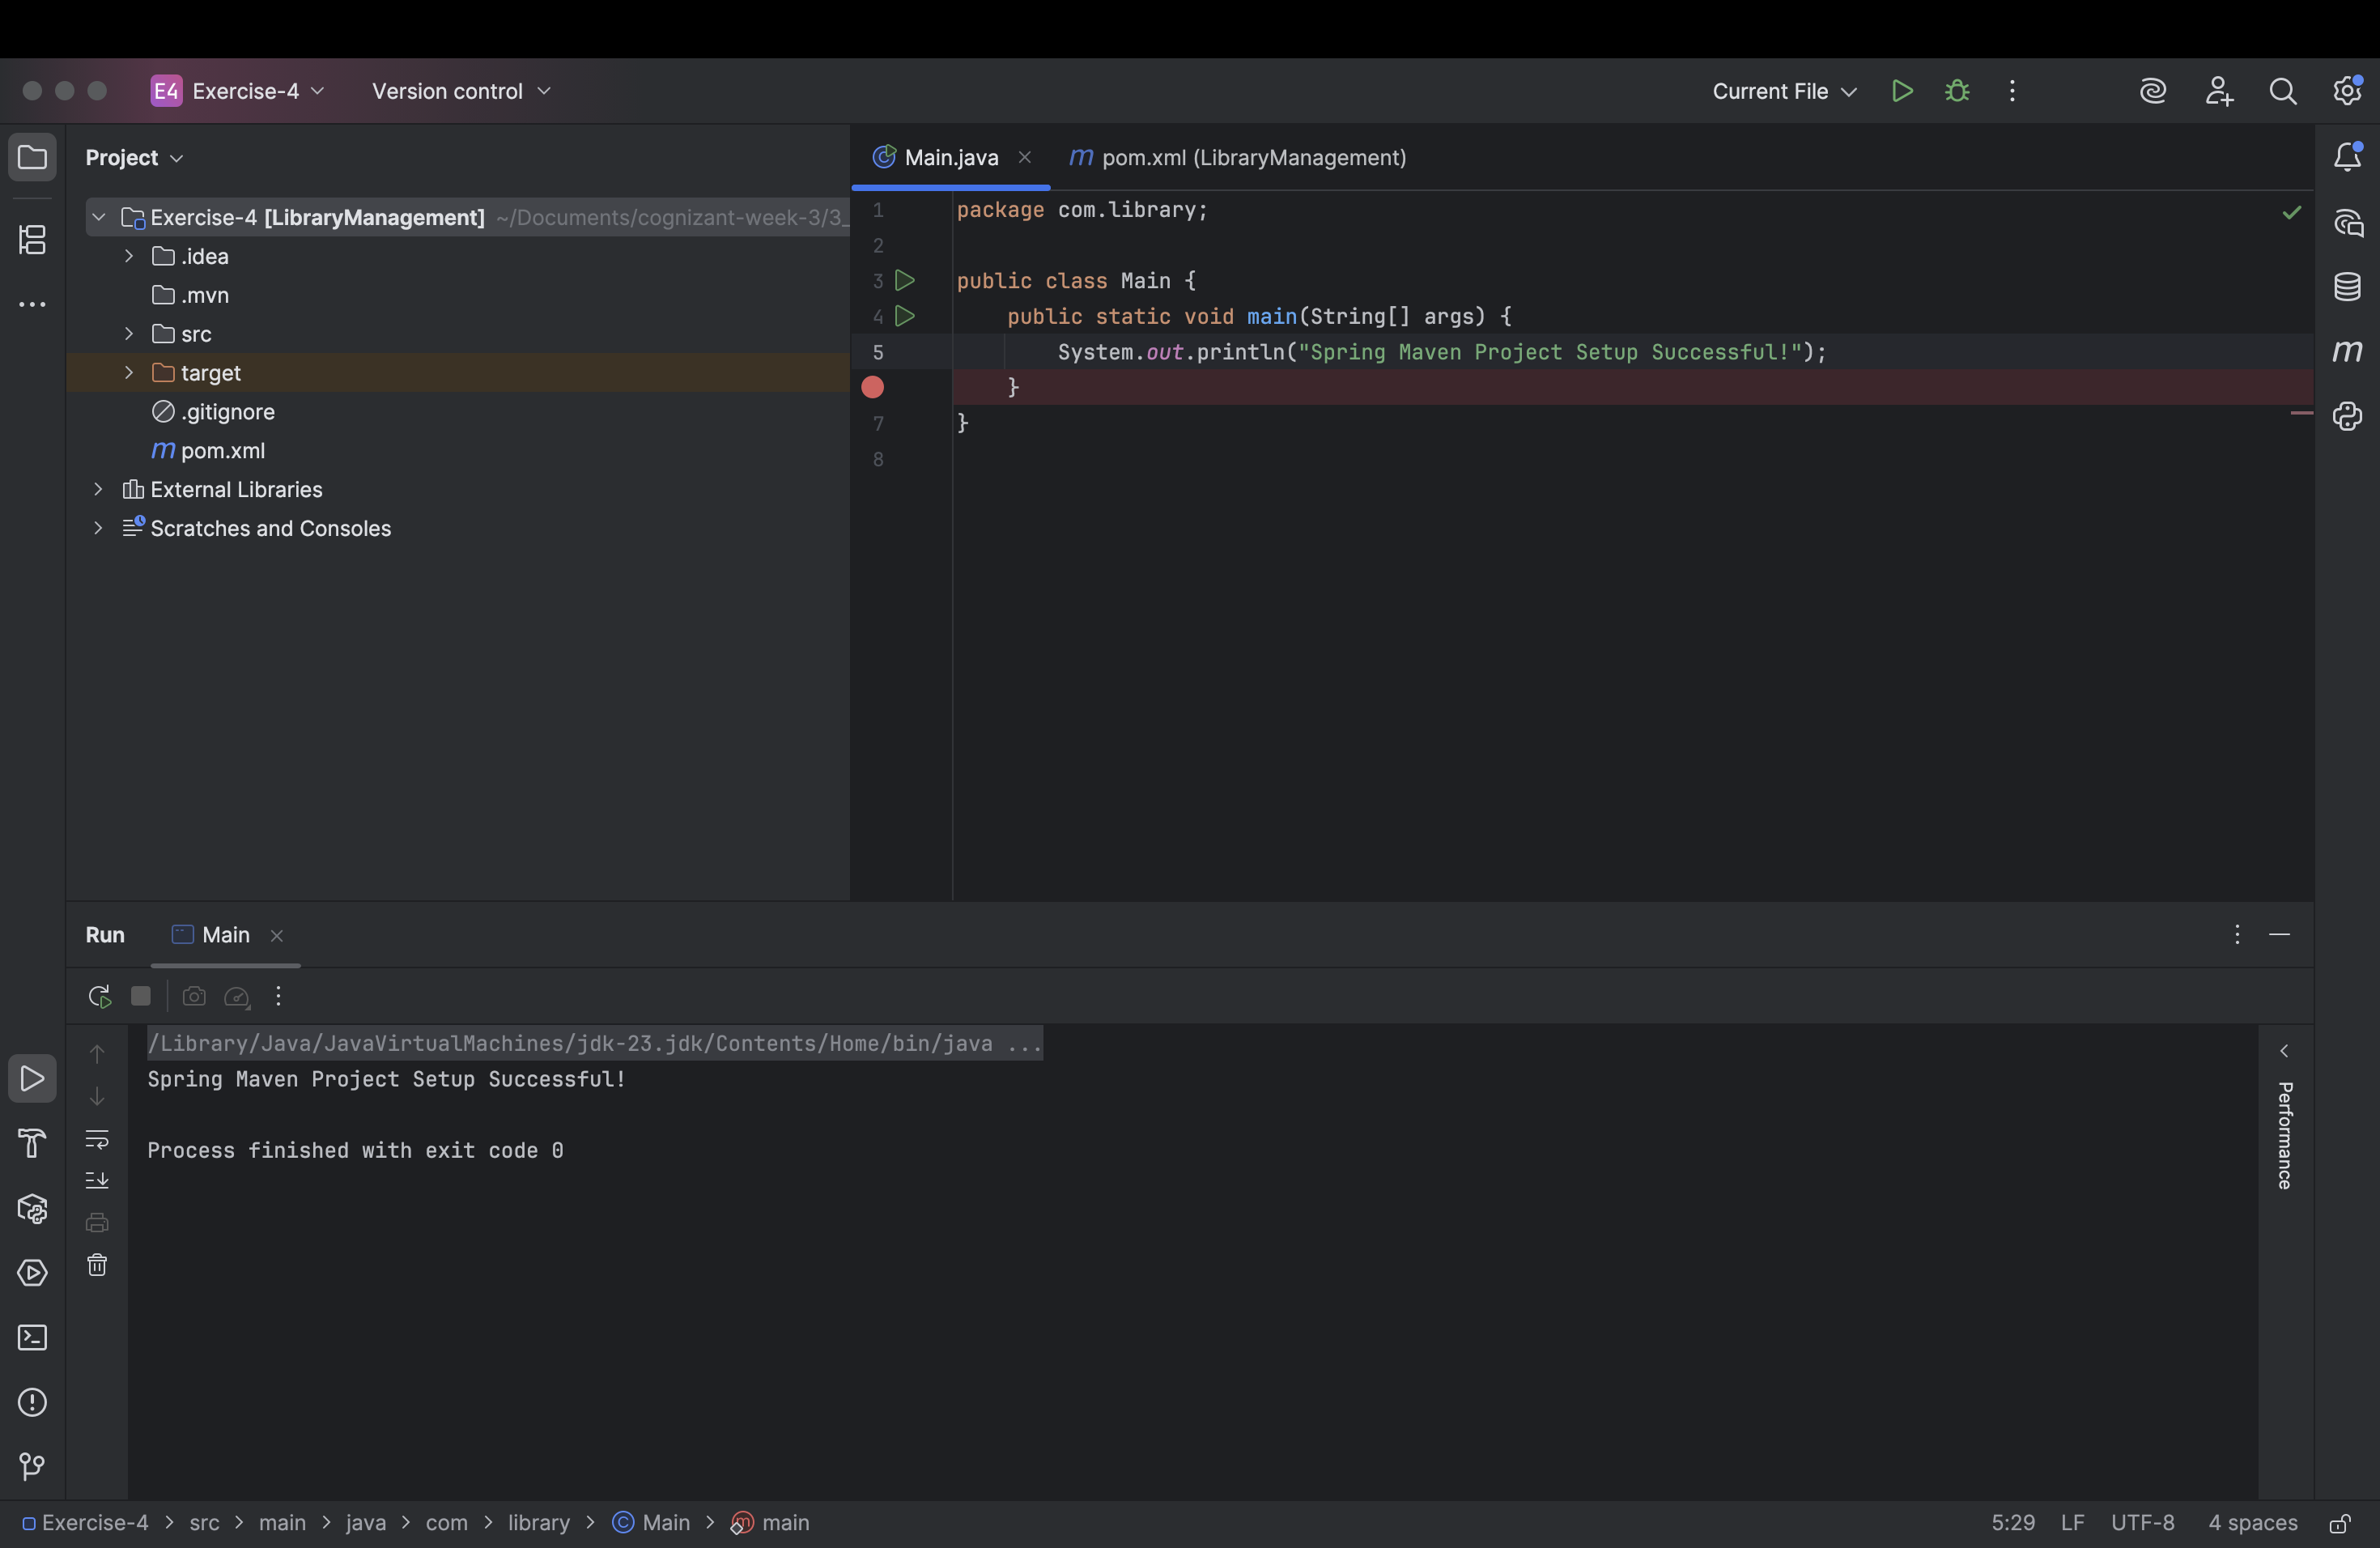 E4 Exercise-4 Version control Current File
Project
Main.java
m pom.xml (LibraryManagement)
Exercise-4 [LibraryManagement] ~/Documents/cognizant-week-3/3_
.idea
.mvn
src
target
.gitignore
m pom.xml
External Libraries
Scratches and Consoles
1 package com.library;
2
3 public class Main {
4 public static void main(String[] args) {
5 System.out.println("Spring Maven Project Setup Successful!");
}
7 }
8
Run Main
/Library/Java/JavaVirtualMachines/jdk-23.jdk/Contents/Home/bin/java ...
Spring Maven Project Setup Successful!
Process finished with exit code 0
Performance
Exercise-4 > src > main > java > com > library > Main > main
5:29 LF UTF-8 4 spaces